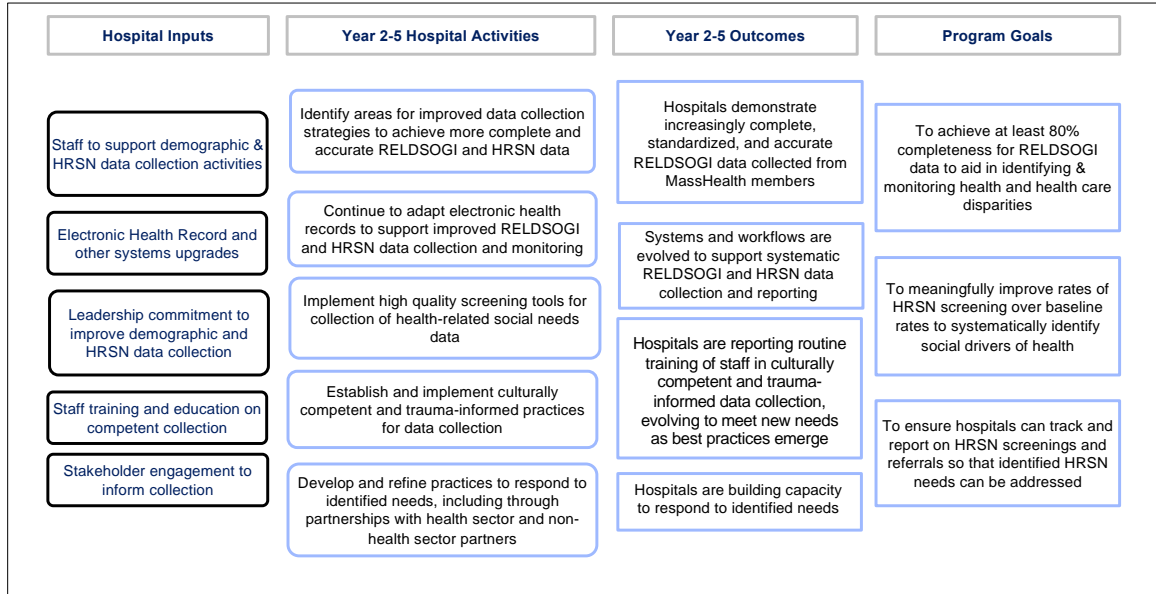 Hospital Inputs
Staff to support demographic &
HRSN data collection activities
Electronic Health Record and
other systems upgrades
Leadership commitment to
improve demographic and
HRSN data collection
Staff training and education on
competent collection
Stakeholder engagement to
inform collection
Year 2-5 Hospital Activities
Identify areas for improved data collection
strategies to achieve more complete and
accurate RELDSOGI and HRSN data
Continue to adapt electronic health
records to support improved RELDSOGI
and HRSN data collection and monitoring
Implement high quality screening tools for
collection of health-related social needs
data
Establish and implement culturally
competent and trauma-informed practices
for data collection
Develop and refine practices to respond to
identified needs, including through
partnerships with health sector and non-
health sector partners
Year 2-5 Outcomes
Hospitals demonstrate
increasingly complete,
standardized, and accurate
RELDSOGI data collected from
MassHealth members
Systems and workflows are
evolved to support systematic
RELDSOGI and HRSN data
collection and reporting
Hospitals are reporting routine
training of staff in culturally
competent and trauma-
informed data collection,
evolving to meet new needs
as best practices emerge
Hospitals are building capacity
to respond to identified needs
Program Goals
To achieve at least 80%
completeness for RELDSOGI
data to aid in identifying &
monitoring health and health care
disparities
To meaningfully improve rates of
HRSN screening over baseline
rates to systematically identify
social drivers of health
To ensure hospitals can track and
report on HRSN screenings and
referrals so that identified HRSN
needs can be addressed